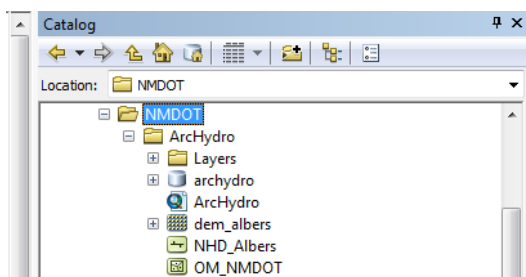 Catalog
Location: NMDOT
NMDOT
ArcHydro
Layers
archydro
ArcHydro
dem_albers
NHD_Albers
OM_NMDOT